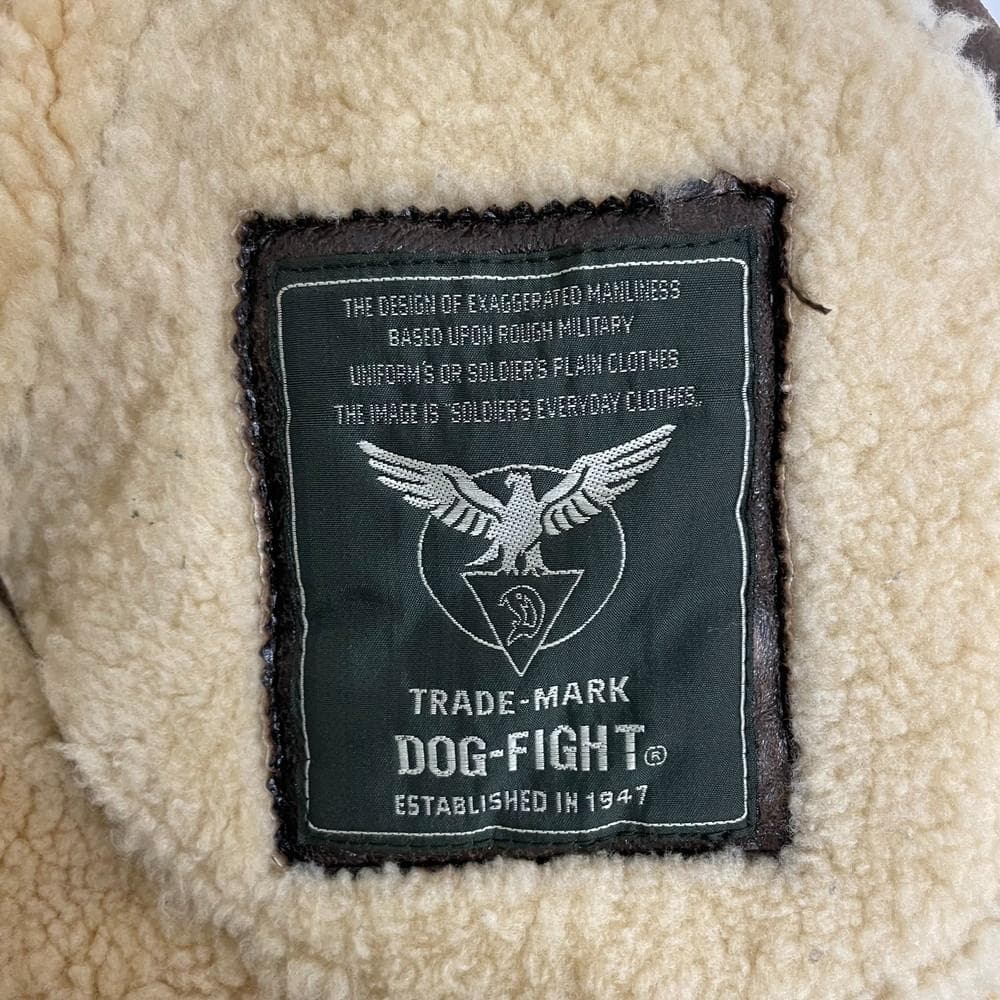 THE DESIGN OF EXAGGERATED MANLINESS
BASED UPON ROUGH MILITARY
UNIFORM'S OR SOLDIER'S PLAIN CLOTHES
THE IMAGE IS "SOLDIERS EVERYDAY CLOTHES„
D
TRADE-MARK
DOG-FIGHT®
ESTABLISHED IN 1947